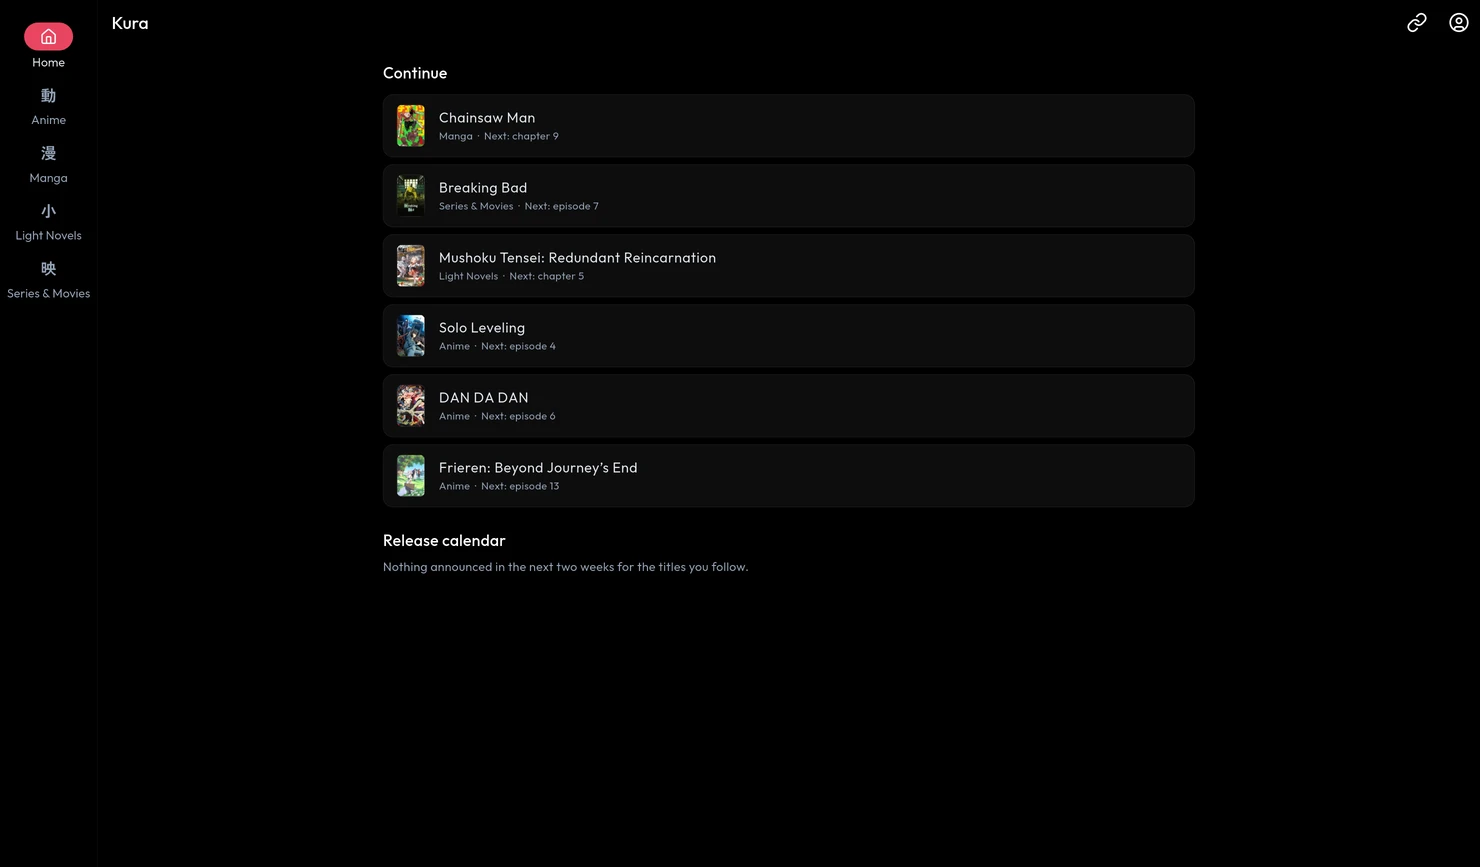 Kura
Home
動
Anime
漫
Manga
小
Light Novels
映
Series & Movies
Continue
Chainsaw Man
Manga · Next: chapter 9
Breaking Bad
Series & Movies · Next: episode 7
Mushoku Tensei: Redundant Reincarnation
Light Novels · Next: chapter 5
Solo Leveling
Anime · Next: episode 4
DAN DA DAN
Anime · Next: episode 6
Frieren: Beyond Journey’s End
Anime · Next: episode 13
Release calendar
Nothing announced in the next two weeks for the titles you follow.